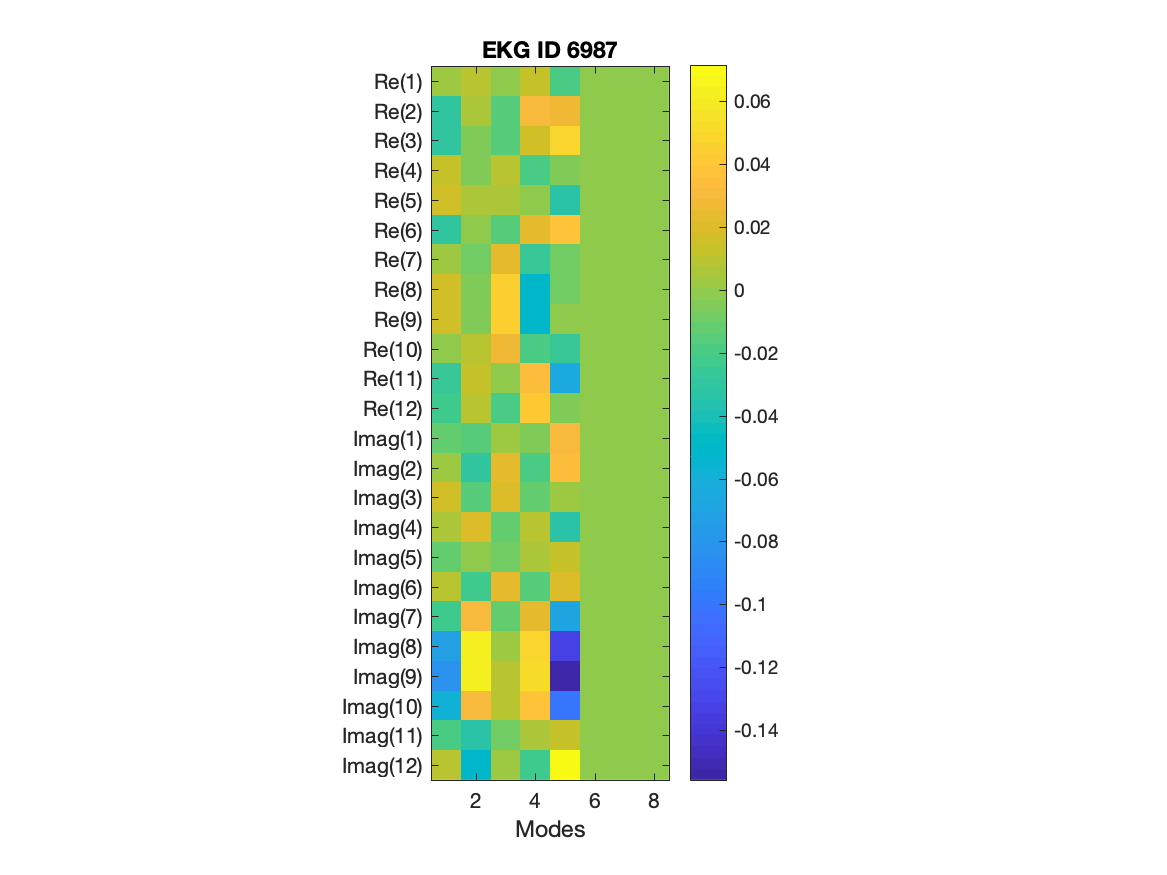 EKG ID 6987
Re(1)
Re(2)
Re(3)
Re(4)
Re(5)
Re(6)
Re(7)
Re(8)
Re(9)
Re(10)
Re(11)
Re(12)
Imag(1)
Imag(2)
Imag(3)
Imag(4)
Imag(5)
Imag(6)
Imag(7)
Imag(8)
Imag(9)
Imag(10)
Imag(11)
Imag(12)
2 4 6 8
Modes
0.06
0.04
0.02
0
-0.02
-0.04
-0.06
-0.08
-0.1
-0.12
-0.14